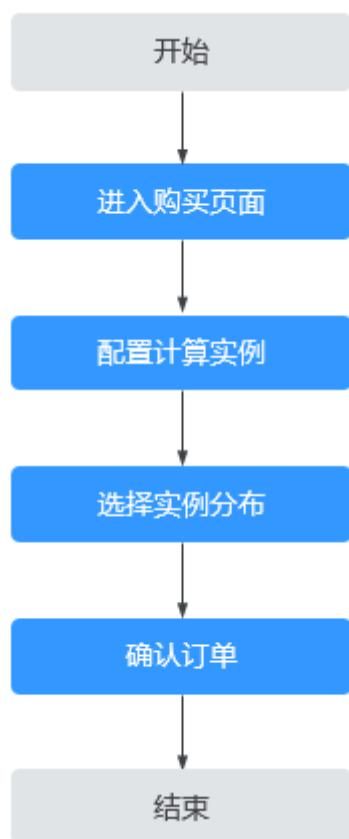 开始
进入购买页面
配置计算实例
选择实例分布
确认订单
结束